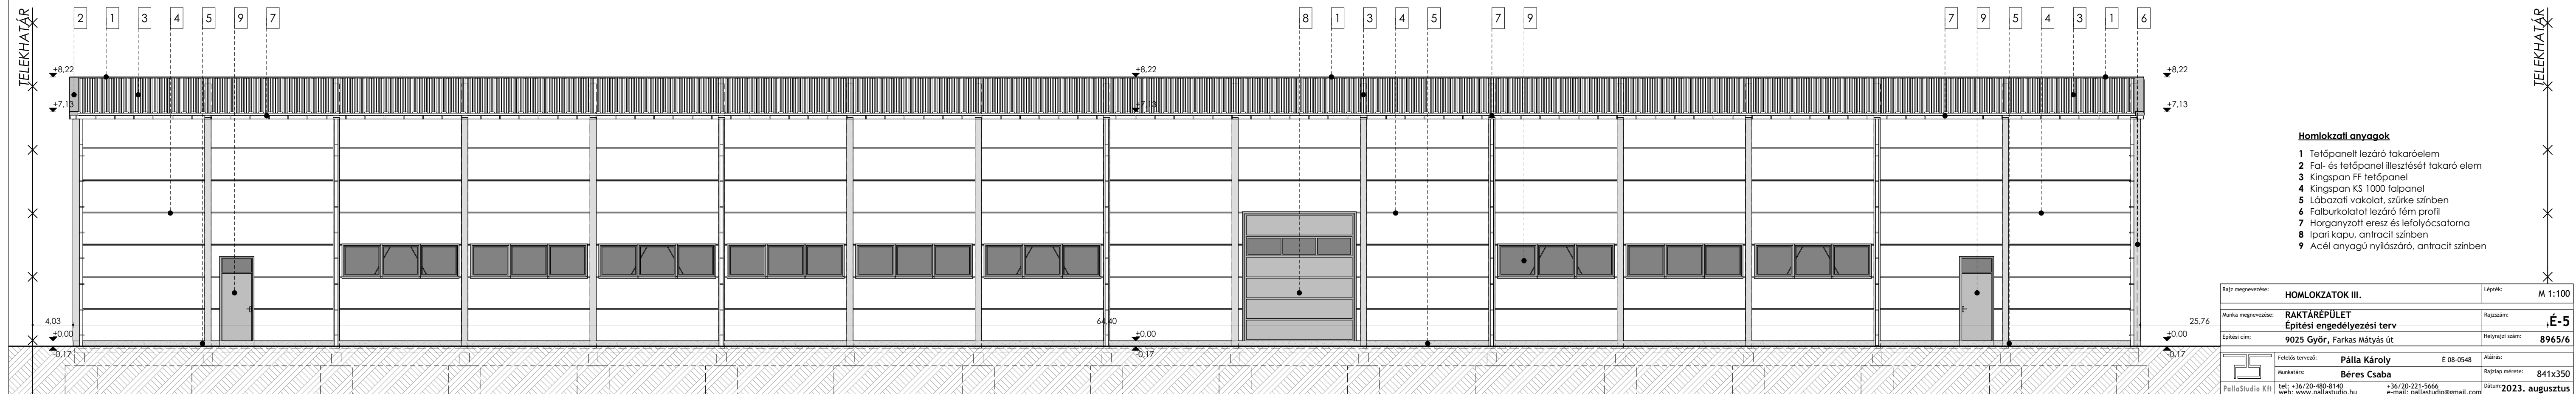 TELEKHATÁR
2 1 3 4 5 9 7 8 1 3 4 5 7 9 7 9 5 4 3 1 6
TELEKHATÁR
+8,22 +8,22 +8,22
+7,13 +7,13 +7,13
4,03 64,40 25,76
±0,00 ±0,00 ±0,00
-0,17 -0,17 -0,17
Homlokzati anyagok
1 Tetőpanelt lezáró takaróelem
2 Fal- és tetőpanel illesztését takaró elem
3 Kingspan FF tetőpanel
4 Kingspan KS 1000 falpanel
5 Lábazati vakolat, szürke színben
6 Falburkolatot lezáró fém profil
7 Horganyzott eresz és lefolyócsatorna
8 Ipari kapu, antracit színben
9 Acél anyagú nyílászáró, antracit színben
Rajz megnevezése: HOMLOKZATOK III. Lépték: M 1:100
Munka megnevezése: RAKTÁRÉPÜLET Rajzszám: É-5
Építési engedélyezési terv
Építési cím: 9025 Győr, Farkas Mátyás út Helyrajzi szám: 8965/6
Felelős tervező: Pálla Károly É 08-0548 Aláírás:
Munkatárs: Béres Csaba Rajzlap mérete: 841x350
PallaStudio Kft tel: +36/20-480-8140 +36/20-221-5666 Dátum: 2023. augusztus
web: www.pallastudio.hu e-mail: pallastudio@gmail.com